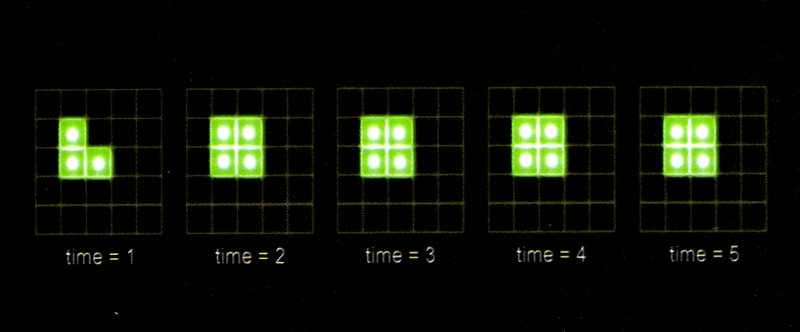 time = 1
time = 2
time = 3
time = 4
time = 5